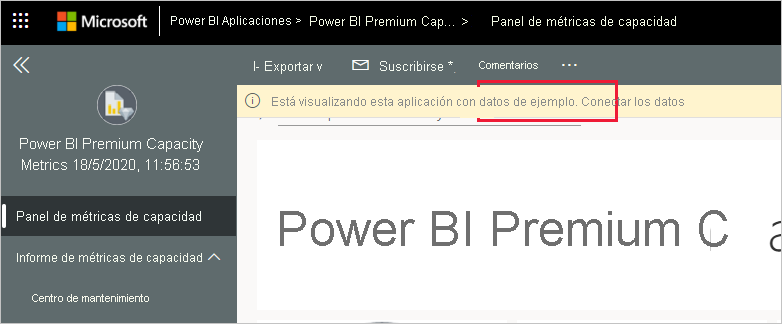 Microsoft Power BI Aplicaciones > Power BI Premium Cap... > Panel de métricas de capacidad
I- Exportar v Suscribirse * Comentarios ...
Está visualizando esta aplicación con datos de ejemplo. Conectar los datos
Power BI Premium Capacity
Metrics 18/5/2020, 11:56:53
Power BI Premium C a
Panel de métricas de capacidad
Informe de métricas de capacidad
Centro de mantenimiento